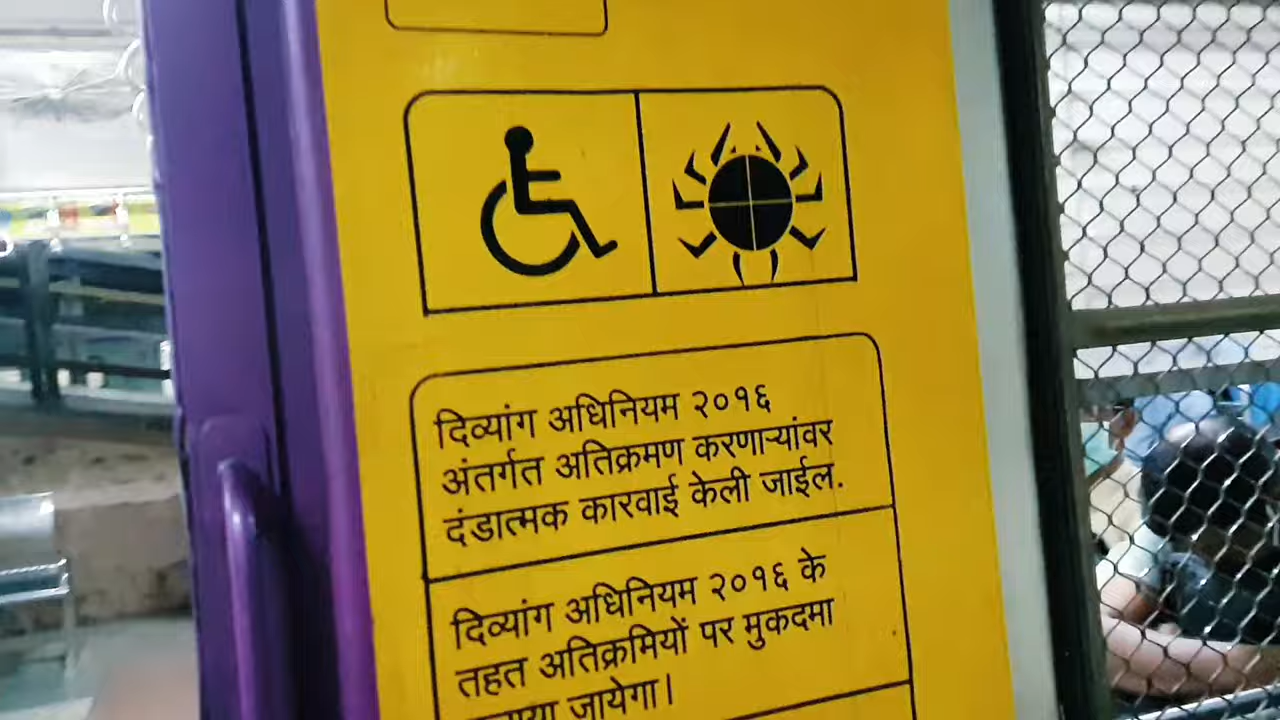 दिव्यांग अधिनियम २०१६
अंतर्गत अतिक्रमण करणाऱ्यांवर
दंडात्मक कारवाई केली जाईल.
दिव्यांग अधिनियम २०१६ के
तहत अतिक्रमियों पर मुकदमा
जायेगा।